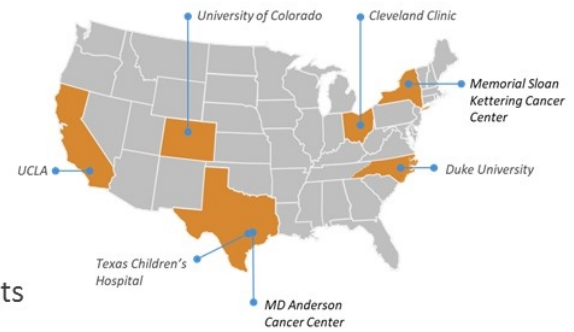 University of Colorado
Cleveland Clinic
Memorial Sloan
Kettering Cancer
Center
UCLA
Duke University
Texas Children's
Hospital
ts
MD Anderson
Cancer Center